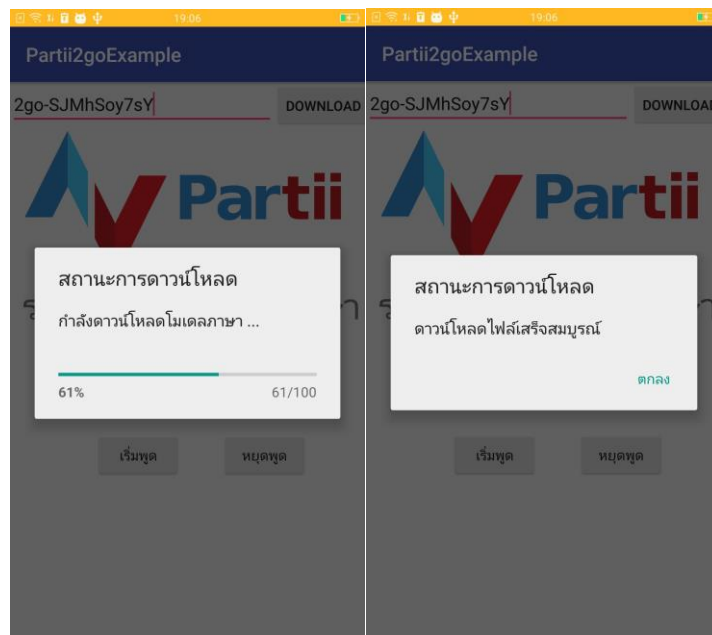 19:06
Partii2goExample
2go-SJMhSoy7sY
DOWNLOAD
Partii
สถานะการดาวน์โหลด
กำลังดาวน์โหลดโมเดลภาษา ...
61%
61/100
เริ่มพูด
หยุดพูด
19:06
Partii2goExample
2go-SJMhSoy7sY
DOWNLOA
Partii
สถานะการดาวน์โหลด
ดาวน์โหลดไฟล์เสร็จสมบูรณ์
ตกลง
เริ่มพูด
หยุดพูด